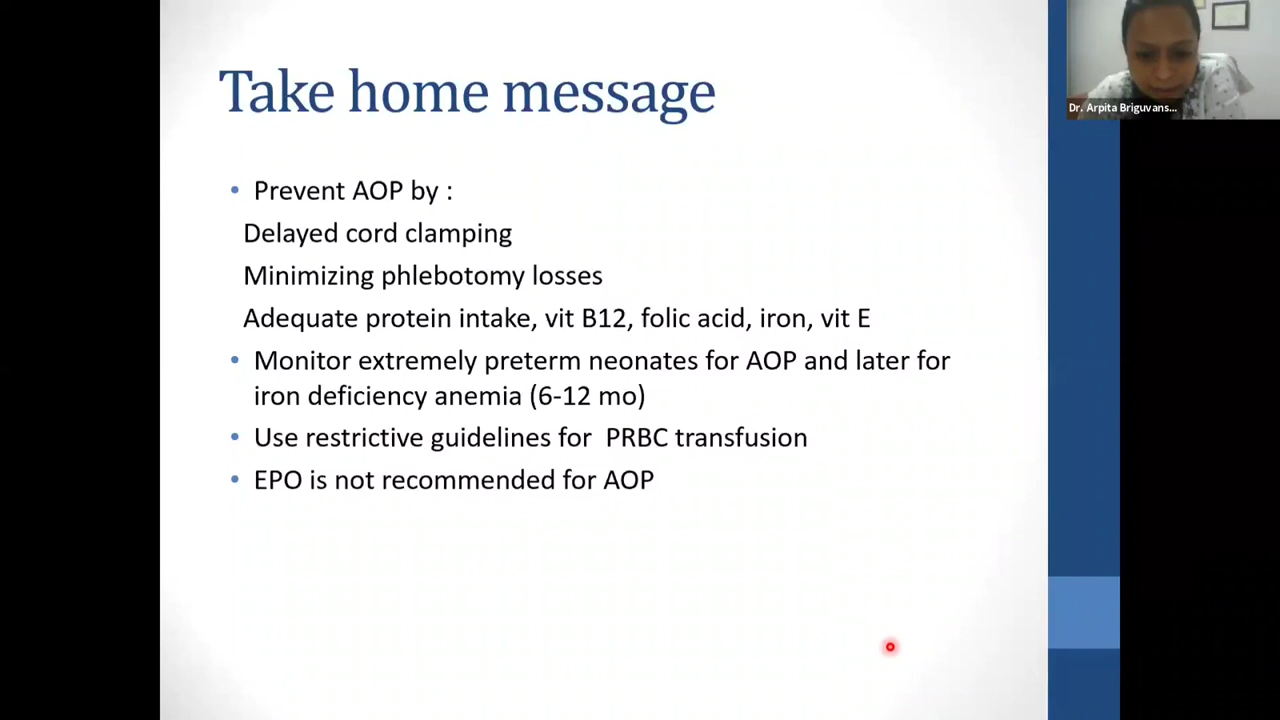 Take home message
Dr. Arpita Briguvans...
• Prevent AOP by :
Delayed cord clamping
Minimizing phlebotomy losses
Adequate protein intake, vit B12, folic acid, iron, vit E
• Monitor extremely preterm neonates for AOP and later for
iron deficiency anemia (6-12 mo)
• Use restrictive guidelines for  PRBC transfusion
• EPO is not recommended for AOP